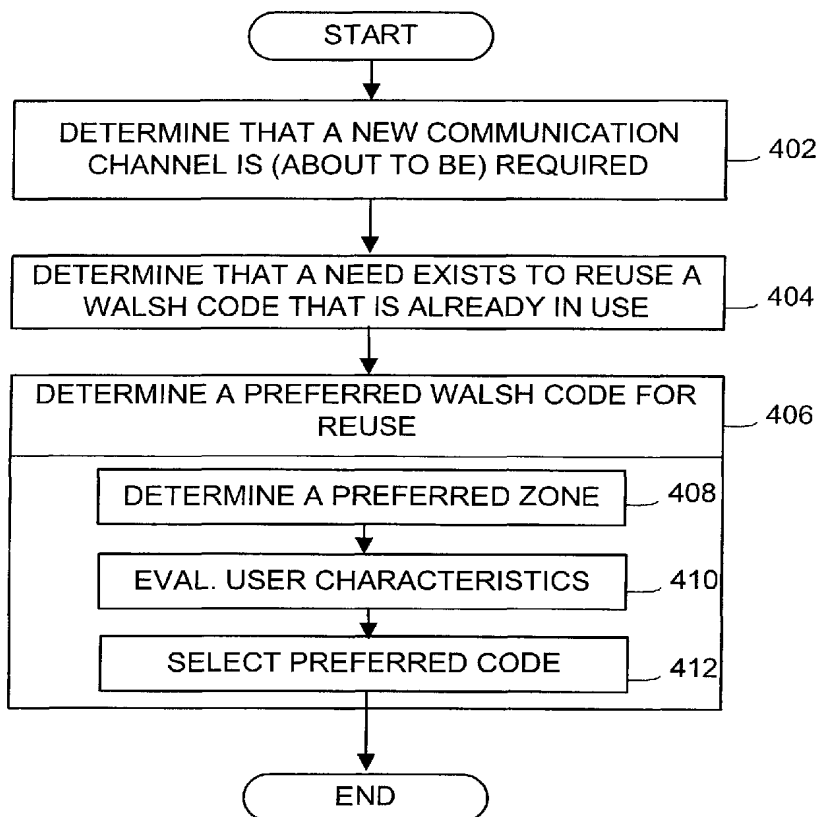 START
DETERMINE THAT A NEW COMMUNICATION
CHANNEL IS (ABOUT TO BE) REQUIRED
402
DETERMINE THAT A NEED EXISTS TO REUSE A
WALSH CODE THAT IS ALREADY IN USE
404
DETERMINE A PREFERRED WALSH CODE FOR
REUSE
406
DETERMINE A PREFERRED ZONE
408
EVAL. USER CHARACTERISTICS
410
SELECT PREFERRED CODE
412
END